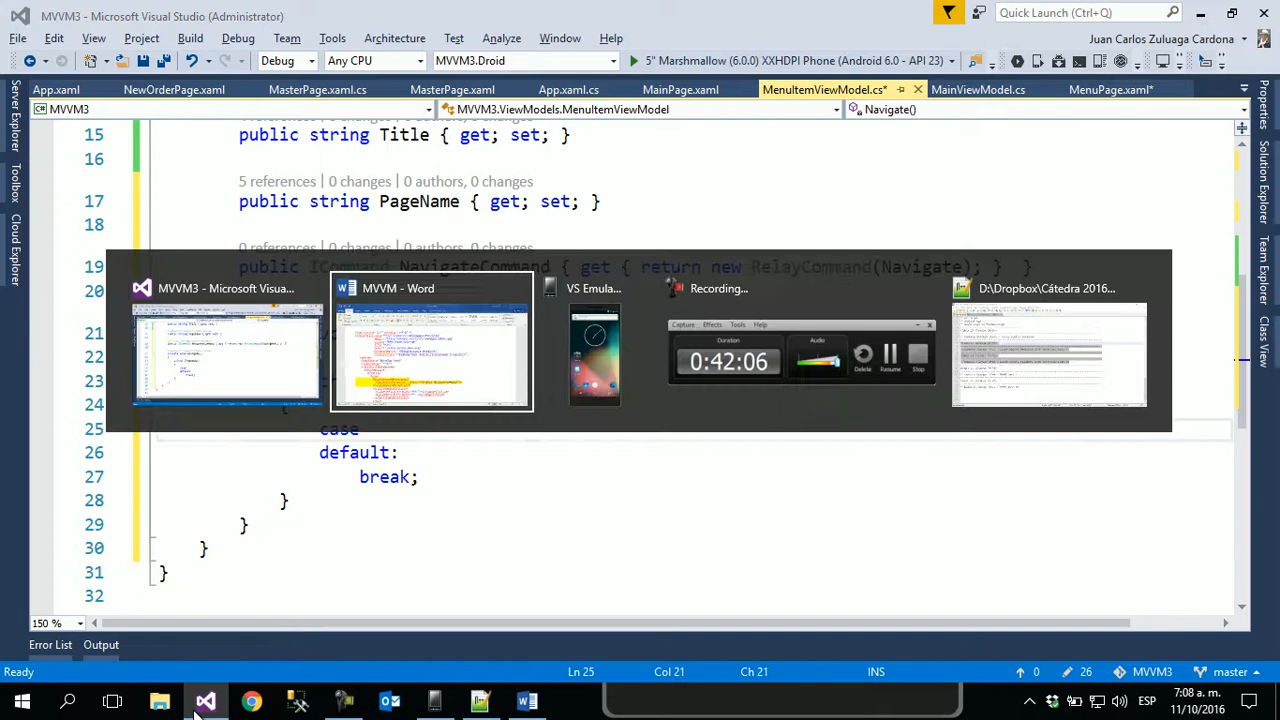 MVVM3 - Microsoft Visual Studio (Administrator)
Quick Launch (Ctrl+Q)
File Edit View Project Build Debug Team Tools Architecture Test Analyze Window Help
Juan Carlos Zuluaga Cardona
Debug Any CPU MVVM3.Droid 5" Marshmallow (6.0.0) XXHDPI Phone (Android 6.0 - API 23)
App.xaml NewOrderPage.xaml MasterPage.xaml.cs MasterPage.xaml App.xaml.cs MainPage.xaml MenuItemViewModel.cs* MainViewModel.cs MenuPage.xaml*
MVVM3 MVVM3.ViewModels.MenuItemViewModel Navigate()
Server Explorer
Toolbox
Cloud Explorer
Properties
Solution Explorer
Team Explorer
Class View
15 public string Title { get; set; }
16
5 references | 0 changes | 0 authors, 0 changes
17 public string PageName { get; set; }
18
0 references | 0 changes | 0 authors, 0 changes
19 public ICommand NavigateCommand { get { return new RelayCommand(Navigate); } }
20
MVVM3 - Microsoft Visua...
MVVM - Word
VS Emula...
Recording...
D:\Dropbox\Cátedra 2016...
Capture Effects Tools Help
Duration
Audio
0:42:06
Delete Resume Stop
21
22
23
24 {
25 case
26 default:
27 break;
28 }
29 }
30 }
31 }
32
150 %
Error List Output
Ready Ln 25 Col 21 Ch 21 INS 0 26 MVVM3 master
ESP
7:08 a. m.
11/10/2016